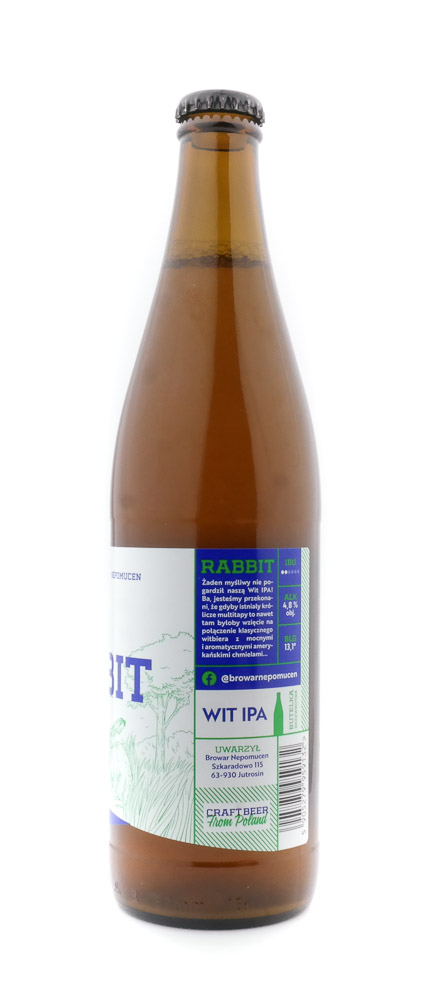 NEPOMUCEN
BIT
RABBIT
Żaden myśliwy nie po-
gardził naszą Wit IPA!
Ba, jesteśmy przekona-
ni, że gdyby istniały kró-
licze multitapy to nawet
tam byłoby wzięcie na
połączenie klasycznego
witbiera z mocnymi
i aromatycznymi amery-
kańskimi chmielami...
IBU
ALK.
4,8 %
obj.
BLG
13,1°
@browarnepomucen
WIT IPA
BUTELKA
UWARZYŁ
Browar Nepomucen
Szkaradowo 115
63-930 Jutrosin
CRAFT BEER
from Poland